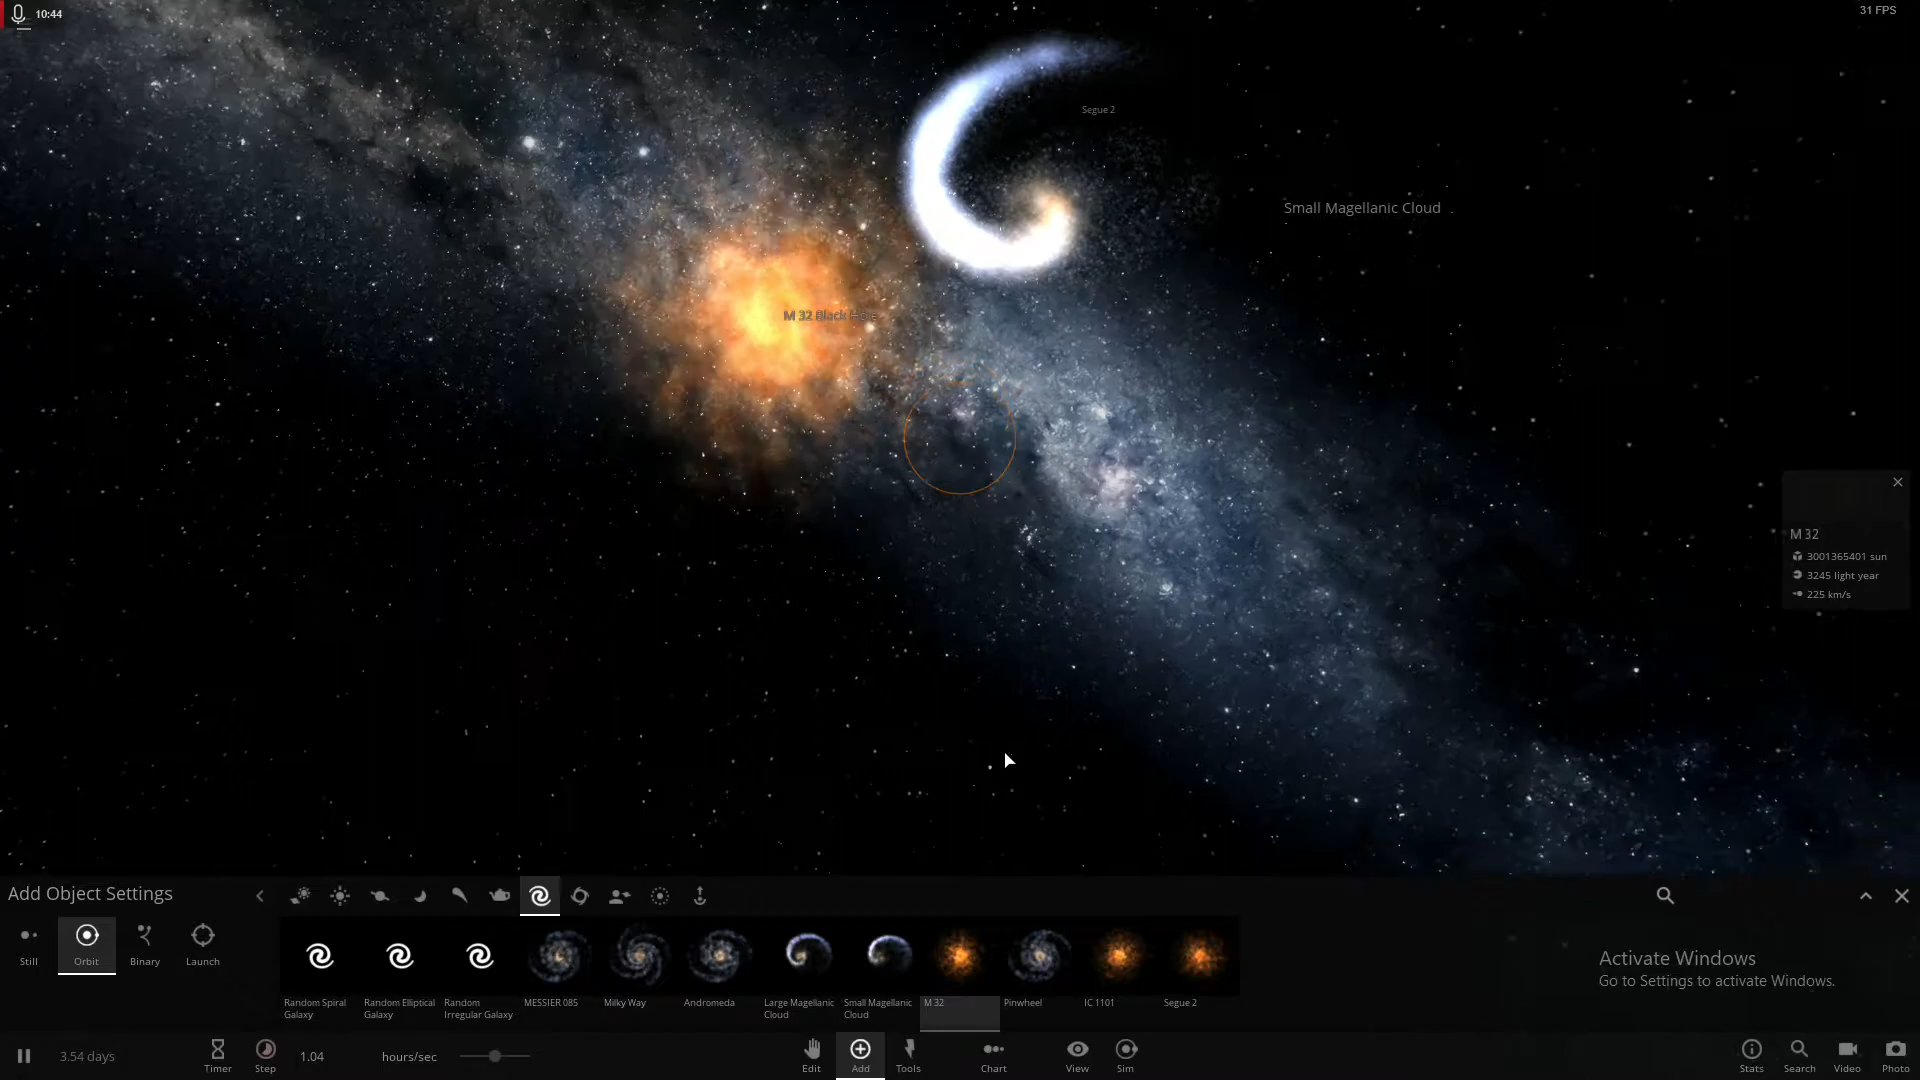 10:44
31 FPS
Segue 2
Small Magellanic Cloud
M 32 Black Hole
M 32
3001365401 sun
3245 light year
225 km/s
Add Object Settings
Still
Orbit
Binary
Launch
Random Spiral
Galaxy
Random Elliptical
Galaxy
Random
Irregular Galaxy
MESSIER 085
Milky Way
Andromeda
Large Magellanic
Cloud
Small Magellanic
Cloud
M 32
Pinwheel
IC 1101
Segue 2
Activate Windows
Go to Settings to activate Windows.
3.54 days
Timer
Step
1.04
hours/sec
Edit
Add
Tools
Chart
View
Sim
Stats
Search
Video
Photo